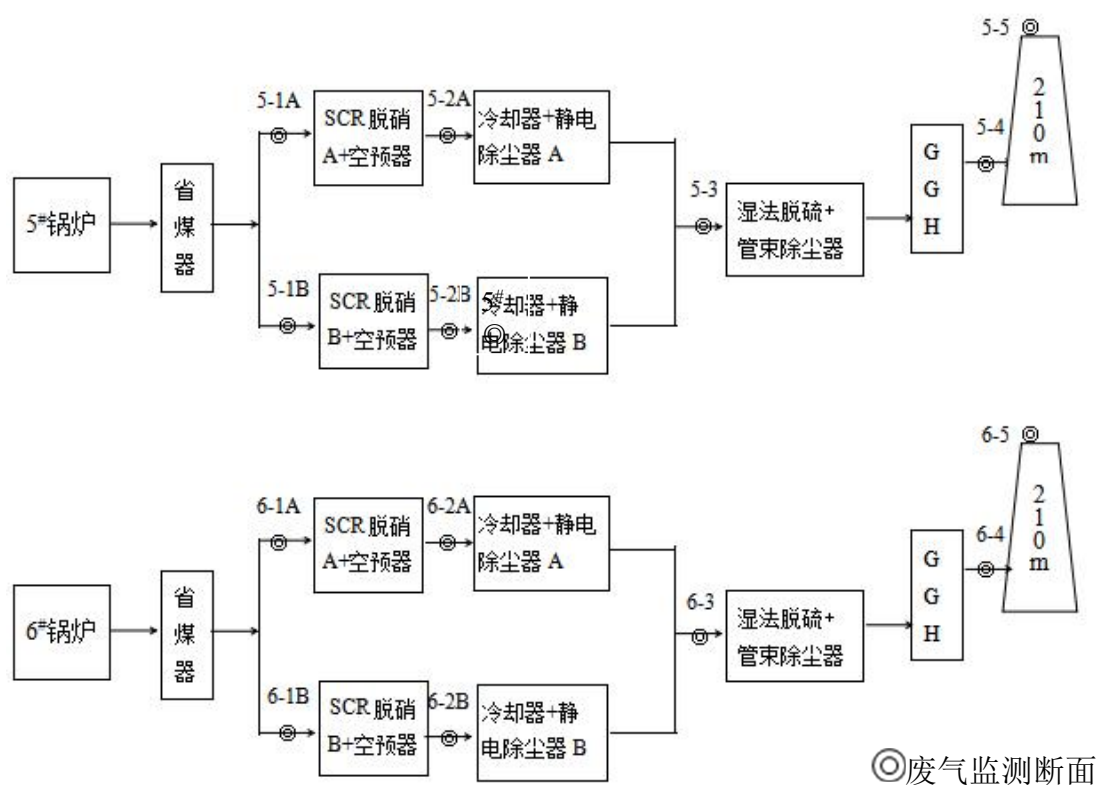 5-5
210m
5-4
5-1A
SCR脱硝
A+空预器
5-2A
冷却器+静电
除尘器 A
GGH
5#锅炉
省煤器
5-3
湿法脱硫+
管束除尘器
5-1B
SCR脱硝
B+空预器
5-2B
5#
冷却器+静
电除尘器 B
6-5
210m
6-4
6-1A
SCR脱硝
A+空预器
6-2A
冷却器+静电
除尘器 A
GGH
6#锅炉
省煤器
6-3
湿法脱硫+
管束除尘器
6-1B
SCR脱硝
B+空预器
6-2B
冷却器+静
电除尘器 B
◎废气监测断面